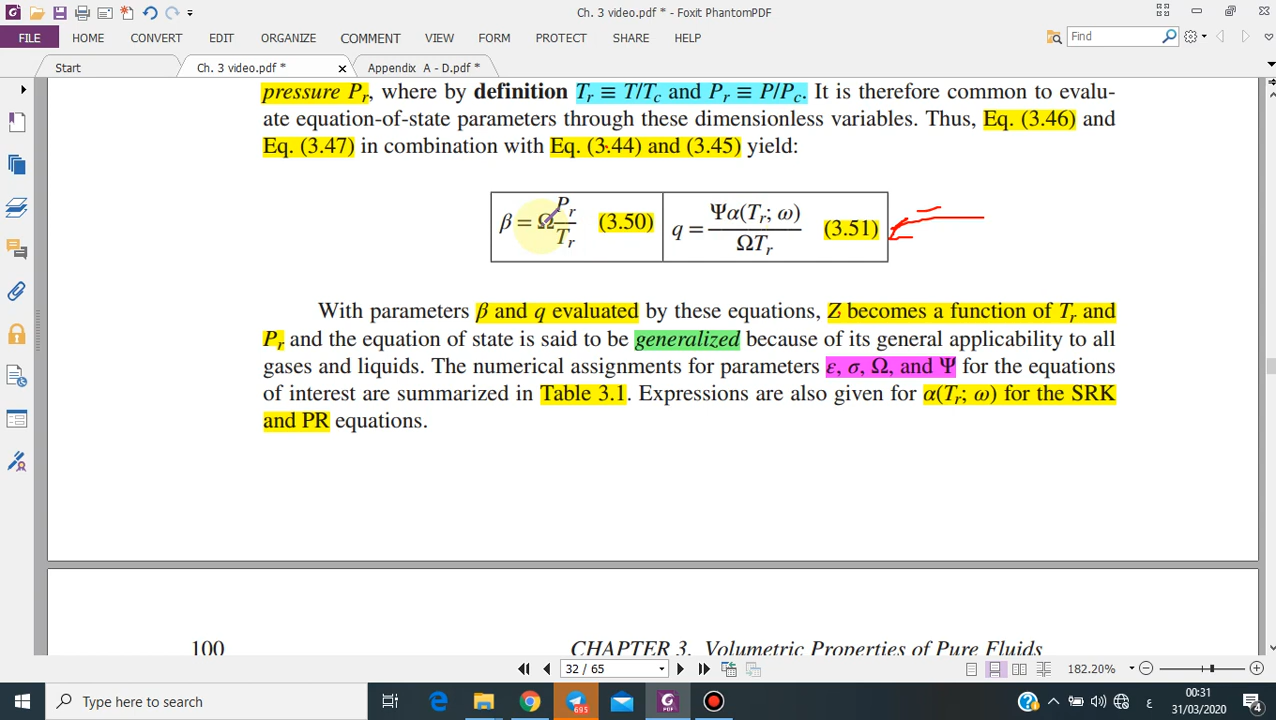 Ch. 3 video.pdf * - Foxit PhantomPDF
FILE HOME CONVERT EDIT ORGANIZE COMMENT VIEW FORM PROTECT SHARE HELP Find
Start Ch. 3 video.pdf * Appendix A - D.pdf *
pressure Pr, where by definition Tr ≡ T/Tc and Pr ≡ P/Pc. It is therefore common to evalu-
ate equation-of-state parameters through these dimensionless variables. Thus, Eq. (3.46) and
Eq. (3.47) in combination with Eq. (3.44) and (3.45) yield:
β = Ω Pr/Tr (3.50) q = Ψα(Tr; ω)/ΩTr (3.51)
With parameters β and q evaluated by these equations, Z becomes a function of Tr and
Pr and the equation of state is said to be generalized because of its general applicability to all
gases and liquids. The numerical assignments for parameters ε, σ, Ω, and Ψ for the equations
of interest are summarized in Table 3.1. Expressions are also given for α(Tr; ω) for the SRK
and PR equations.
100 CHAPTER 3. Volumetric Properties of Pure Fluids
32 / 65 182.20%
Type here to search 695 ع 00:31
31/03/2020 4